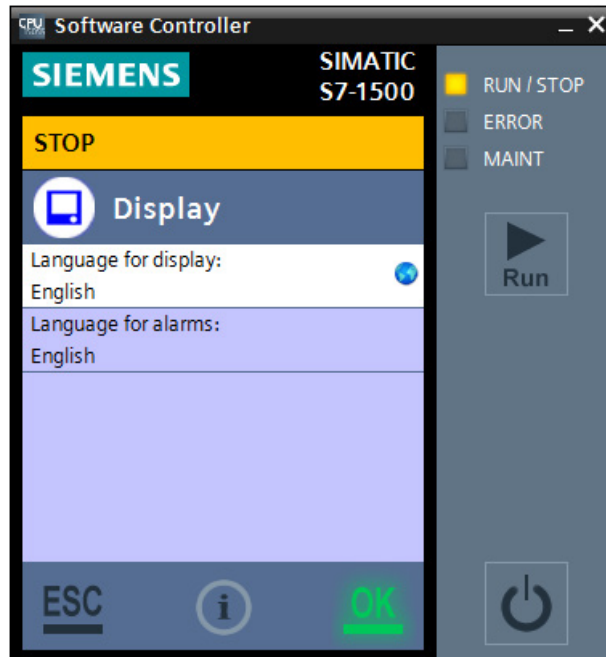 CPU
Software Controller
SIEMENS
SIMATIC
S7-1500
RUN / STOP
ERROR
MAINT
STOP
Display
Language for display:
English
Language for alarms:
English
Run
ESC
i
OK